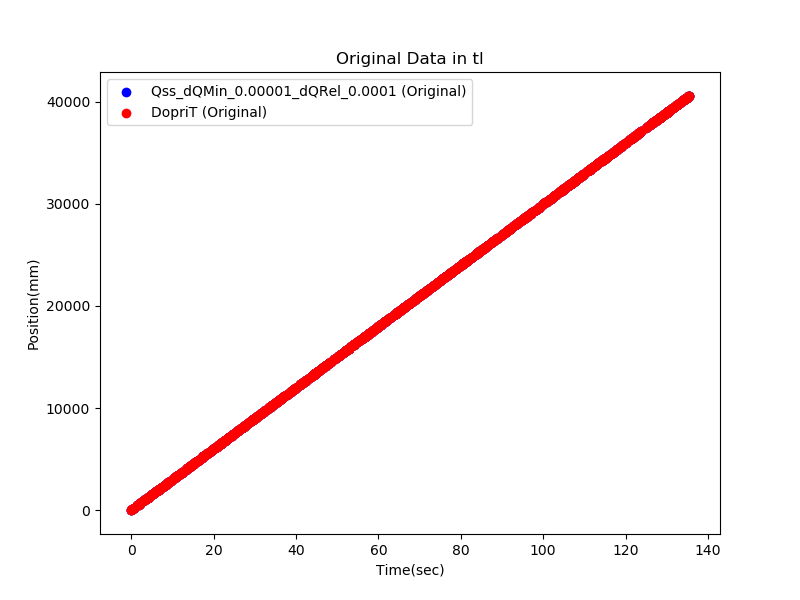 Original Data in tl
Qss_dQMin_0.00001_dQRel_0.0001 (Original)
DopriT (Original)
Position(mm)
40000
30000
20000
10000
0
0 20 40 60 80 100 120 140
Time(sec)